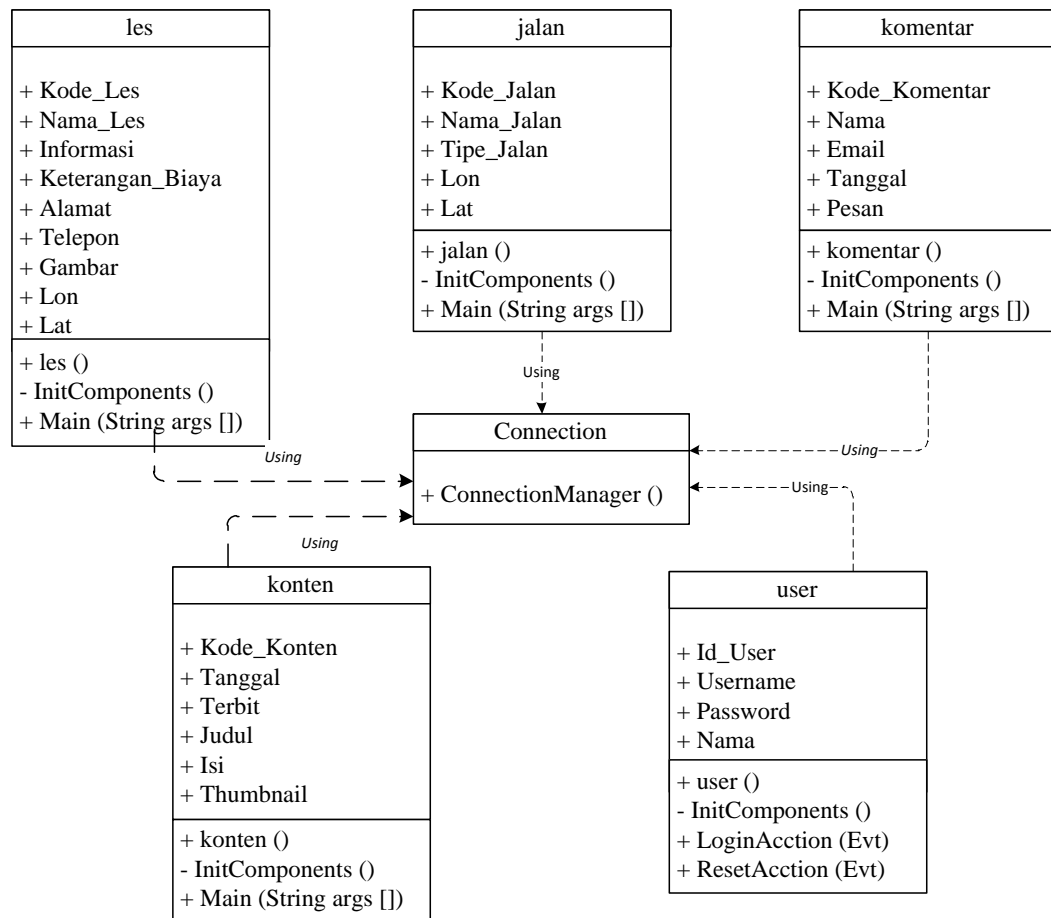 les
+ Kode_Les
+ Nama_Les
+ Informasi
+ Keterangan_Biaya
+ Alamat
+ Telepon
+ Gambar
+ Lon
+ Lat
+ les ()
- InitComponents ()
+ Main (String args [])
jalan
+ Kode_Jalan
+ Nama_Jalan
+ Tipe_Jalan
+ Lon
+ Lat
+ jalan ()
- InitComponents ()
+ Main (String args [])
komentar
+ Kode_Komentar
+ Nama
+ Email
+ Tanggal
+ Pesan
+ komentar ()
- InitComponents ()
+ Main (String args [])
Using
Using
Using
Connection
+ ConnectionManager ()
Using
Using
konten
+ Kode_Konten
+ Tanggal
+ Terbit
+ Judul
+ Isi
+ Thumbnail
+ konten ()
- InitComponents ()
+ Main (String args [])
user
+ Id_User
+ Username
+ Password
+ Nama
+ user ()
- InitComponents ()
+ LoginAcction (Evt)
+ ResetAcction (Evt)